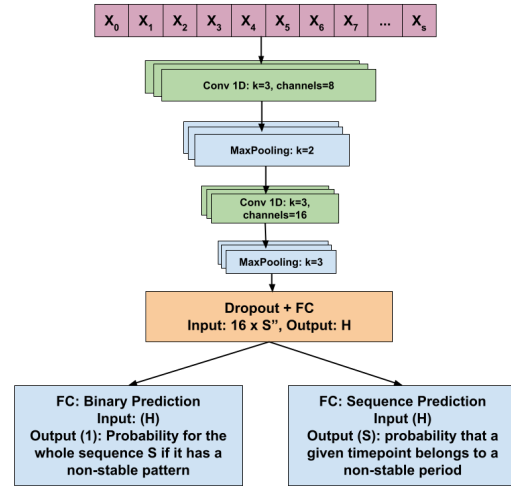 X0 X1 X2 X3 X4 X5 X6 X7 ... Xs
Conv 1D: k=3, channels=8
MaxPooling: k=2
Conv 1D: k=3,
channels=16
MaxPooling: k=3
Dropout + FC
Input: 16 x S”, Output: H
FC: Binary Prediction
Input: (H)
Output (1): Probability for the
whole sequence S if it has a
non-stable pattern
FC: Sequence Prediction
Input (H)
Output (S): probability that a
given timepoint belongs to a
non-stable period